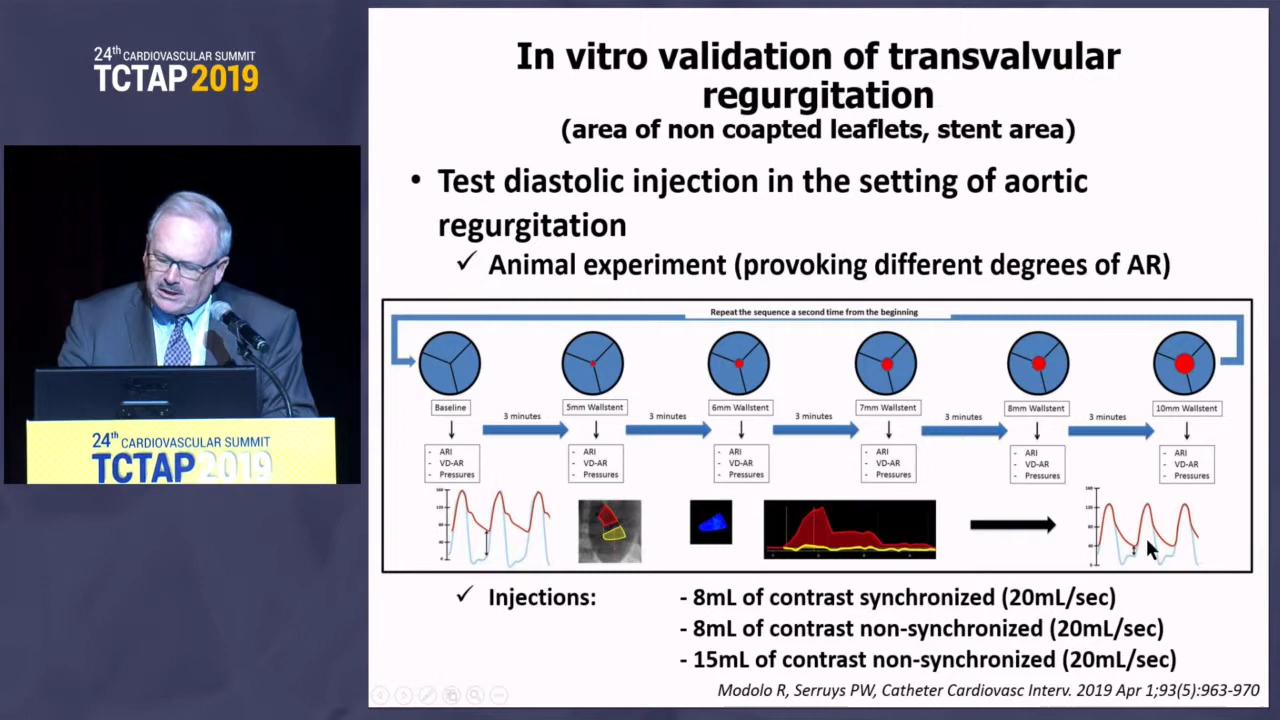 24th CARDIOVASCULAR SUMMIT
TCTAP 2019
24th CARDIOVASCULAR SUMMIT
TCTAP 2019
In vitro validation of transvalvular
regurgitation
(area of non coapted leaflets, stent area)
• Test diastolic injection in the setting of aortic
regurgitation
✓ Animal experiment (provoking different degrees of AR)
Repeat the sequence a second time from the beginning
Baseline
5mm Wallstent
6mm Wallstent
7mm Wallstent
8mm Wallstent
10mm Wallstent
3 minutes
3 minutes
3 minutes
3 minutes
3 minutes
- ARI
- VD-AR
- Pressures
- ARI
- VD-AR
- Pressures
- ARI
- VD-AR
- Pressures
- ARI
- VD-AR
- Pressures
- ARI
- VD-AR
- Pressures
- ARI
- VD-AR
- Pressures
✓ Injections: - 8mL of contrast synchronized (20mL/sec)
- 8mL of contrast non-synchronized (20mL/sec)
- 15mL of contrast non-synchronized (20mL/sec)
Modolo R, Serruys PW, Catheter Cardiovasc Interv. 2019 Apr 1;93(5):963-970